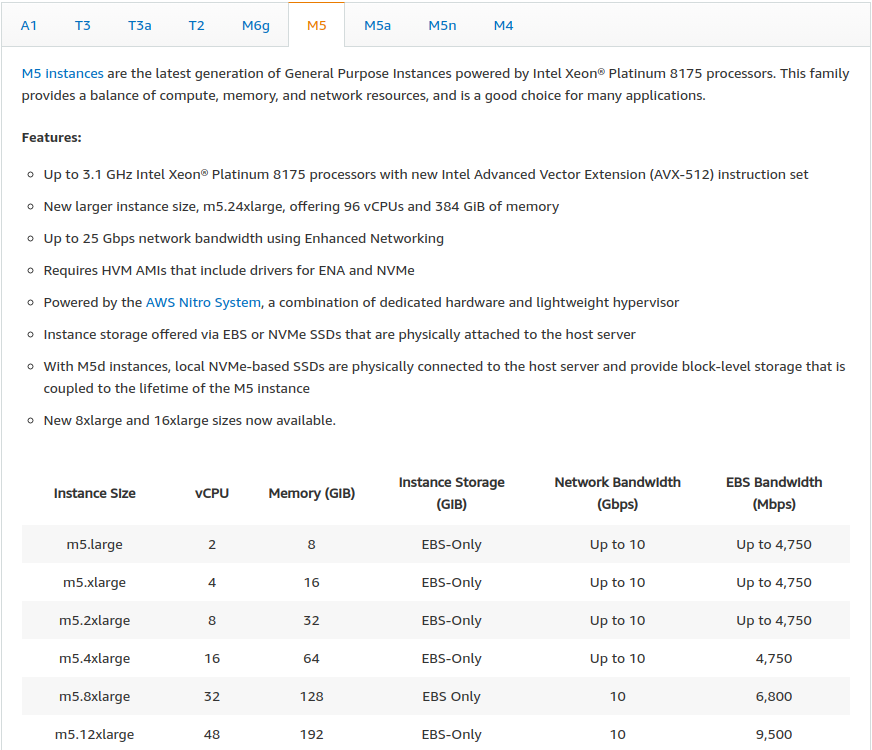 A1 T3 T3a T2 M6g M5 M5a M5n M4
M5 instances are the latest generation of General Purpose Instances powered by Intel Xeon® Platinum 8175 processors. This family
provides a balance of compute, memory, and network resources, and is a good choice for many applications.
Features:
Up to 3.1 GHz Intel Xeon® Platinum 8175 processors with new Intel Advanced Vector Extension (AVX-512) instruction set
New larger instance size, m5.24xlarge, offering 96 vCPUs and 384 GiB of memory
Up to 25 Gbps network bandwidth using Enhanced Networking
Requires HVM AMIs that include drivers for ENA and NVMe
Powered by the AWS Nitro System, a combination of dedicated hardware and lightweight hypervisor
Instance storage offered via EBS or NVMe SSDs that are physically attached to the host server
With M5d instances, local NVMe-based SSDs are physically connected to the host server and provide block-level storage that is
coupled to the lifetime of the M5 instance
New 8xlarge and 16xlarge sizes now available.
Instance Size vCPU Memory (GiB) Instance Storage (GiB) Network Bandwidth (Gbps) EBS Bandwidth (Mbps)
m5.large 2 8 EBS-Only Up to 10 Up to 4,750
m5.xlarge 4 16 EBS-Only Up to 10 Up to 4,750
m5.2xlarge 8 32 EBS-Only Up to 10 Up to 4,750
m5.4xlarge 16 64 EBS-Only Up to 10 4,750
m5.8xlarge 32 128 EBS Only 10 6,800
m5.12xlarge 48 192 EBS-Only 10 9,500